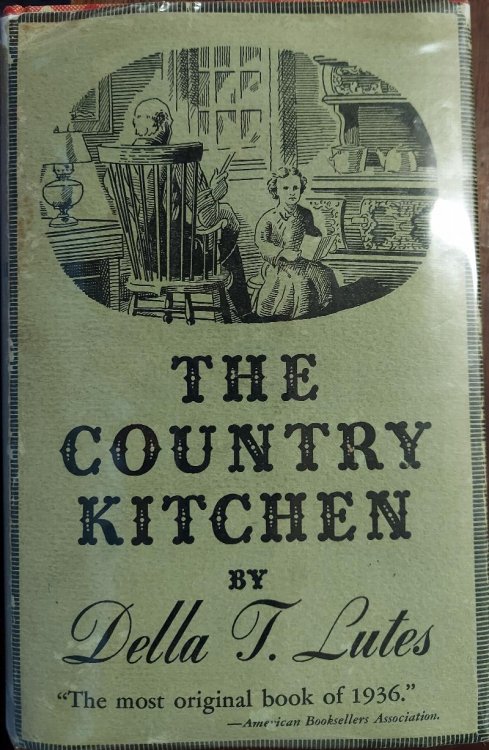 THE
COUNTRY
KITCHEN
BY
Della T. Lutes
“The most original book of 1936.”
—American Booksellers Association.